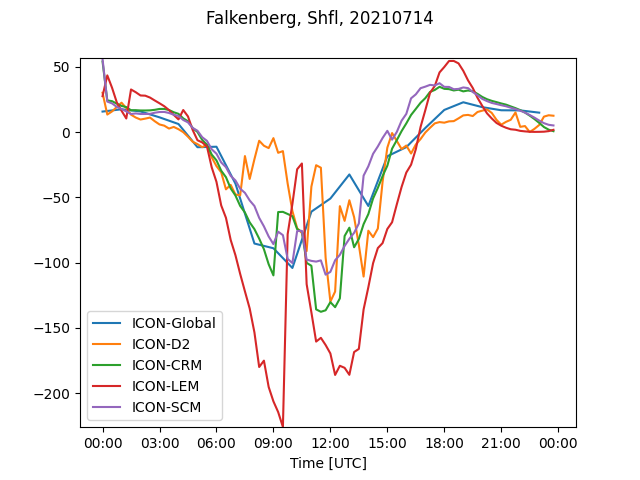 Falkenberg, Shfl, 20210714
50
0
−50
−100
−150
−200
ICON-Global
ICON-D2
ICON-CRM
ICON-LEM
ICON-SCM
00:00 03:00 06:00 09:00 12:00 15:00 18:00 21:00 00:00
Time [UTC]